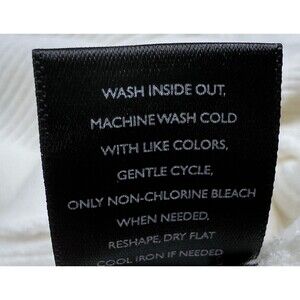 WASH INSIDE OUT,
MACHINE WASH COLD
WITH LIKE COLORS,
GENTLE CYCLE,
ONLY NON-CHLORINE BLEACH
WHEN NEEDED,
RESHAPE, DRY FLAT
COOL IRON IF NEEDED